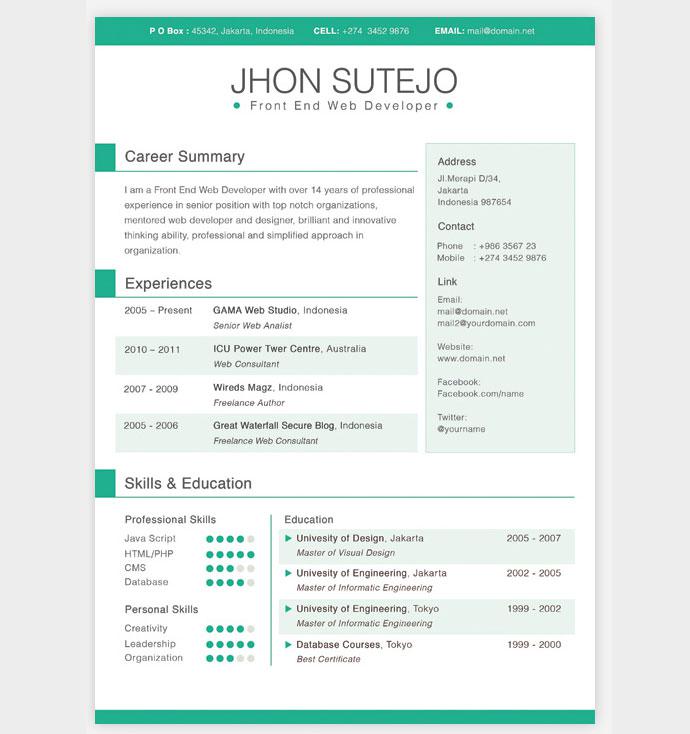 P O Box : 45342, Jakarta, Indonesia CELL: +274 3452 9876 EMAIL: mail@domain.net
JHON SUTEJO
Front End Web Developer
Career Summary
I am a Front End Web Developer with over 14 years of professional
experience in senior position with top notch organizations,
mentored web developer and designer, brilliant and innovative
thinking ability, professional and simplified approach in
organization.
Experiences
2005 – Present GAMA Web Studio, Indonesia
Senior Web Analist
2010 – 2011 ICU Power Twer Centre, Australia
Web Consultant
2007 - 2009 Wireds Magz, Indonesia
Freelance Author
2005 - 2006 Great Waterfall Secure Blog, Indonesia
Freelance Web Consultant
Address
Jl.Merapi D/34,
Jakarta
Indonesia 987654
Contact
Phone : +986 3567 23
Mobile : +274 3452 9876
Link
Email:
mail@domain.net
mail2@yourdomain.com
Website:
www.domain.net
Facebook:
Facebook.com/name
Twitter:
@yourname
Skills & Education
Professional Skills
Java Script
HTML/PHP
CMS
Database
Personal Skills
Creativity
Leadership
Organization
Education
Univesity of Design, Jakarta 2005 - 2007
Master of Visual Design
Univesity of Engineering, Jakarta 2002 - 2005
Master of Informatic Engineering
Univesity of Engineering, Tokyo 1999 - 2002
Master of Informatic Engineering
Database Courses, Tokyo 1999 - 2000
Best Certificate